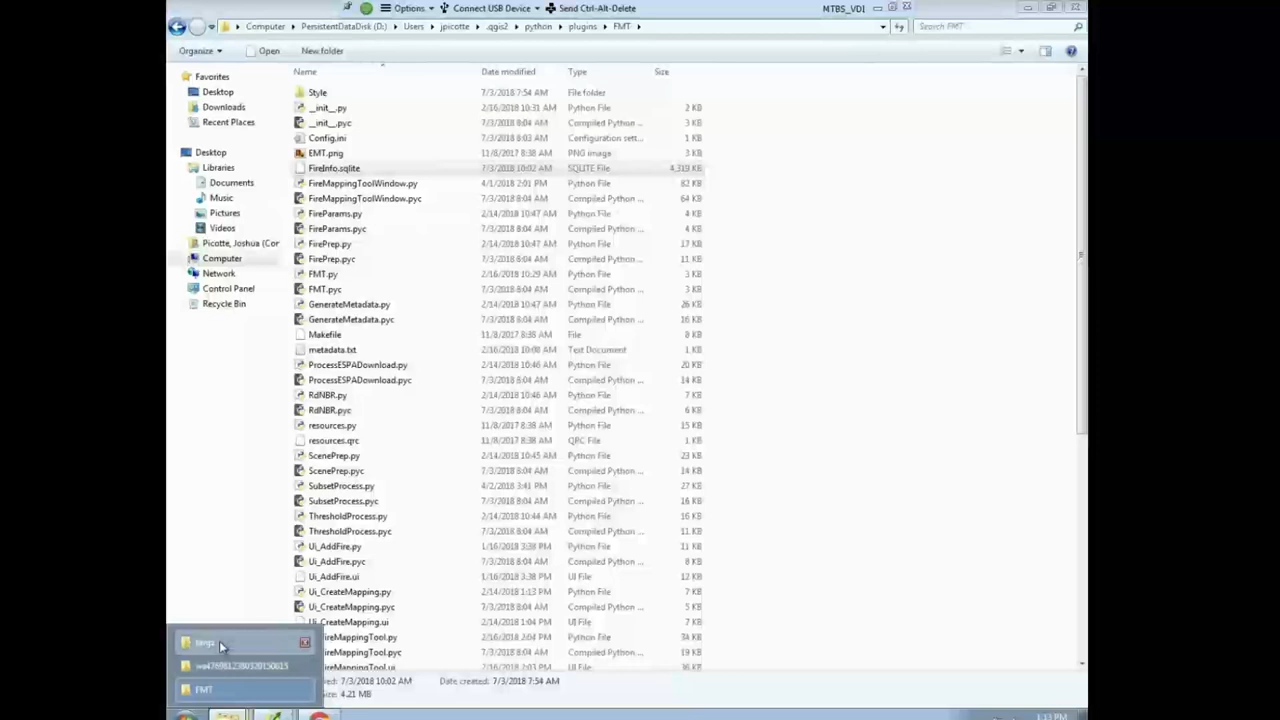 Options Connect USB Device Send Ctrl-Alt-Delete MTBS_VDI
Computer PersistentDataDisk (D:) Users jpicotte .qgis2 python plugins FMT Search FMT
Organize Open New folder
Name Date modified Type Size
Favorites
Desktop
Downloads
Recent Places
Desktop
Libraries
Documents
Music
Pictures
Videos
Picotte, Joshua (Cor
Computer
Network
Control Panel
Recycle Bin
Style 7/3/2018 7:54 AM File folder
__init__.py 2/16/2018 10:31 AM Python File 2 KB
__init__.pyc 7/3/2018 8:04 AM Compiled Python ... 3 KB
Config.ini 7/3/2018 8:03 AM Configuration sett... 1 KB
EMT.png 11/8/2017 8:38 AM PNG image 3 KB
FireInfo.sqlite 7/3/2018 10:02 AM SQLITE File 4,319 KB
FireMappingToolWindow.py 4/1/2018 2:01 PM Python File 82 KB
FireMappingToolWindow.pyc 7/3/2018 8:04 AM Compiled Python ... 64 KB
FireParams.py 2/14/2018 10:47 AM Python File 4 KB
FireParams.pyc 7/3/2018 8:04 AM Compiled Python ... 4 KB
FirePrep.py 2/14/2018 10:47 AM Python File 17 KB
FirePrep.pyc 7/3/2018 8:04 AM Compiled Python ... 11 KB
FMT.py 2/16/2018 10:29 AM Python File 3 KB
FMT.pyc 7/3/2018 8:04 AM Compiled Python ... 3 KB
GenerateMetadata.py 2/14/2018 10:47 AM Python File 26 KB
GenerateMetadata.pyc 7/3/2018 8:04 AM Compiled Python ... 16 KB
Makefile 11/8/2017 8:38 AM File 8 KB
metadata.txt 2/16/2018 10:08 AM Text Document 1 KB
ProcessESPADownload.py 2/14/2018 10:46 AM Python File 20 KB
ProcessESPADownload.pyc 7/3/2018 8:04 AM Compiled Python ... 14 KB
RdNBR.py 2/14/2018 10:46 AM Python File 7 KB
RdNBR.pyc 7/3/2018 8:04 AM Compiled Python ... 6 KB
resources.py 11/8/2017 8:38 AM Python File 15 KB
resources.qrc 11/8/2017 8:38 AM QRC File 1 KB
ScenePrep.py 2/14/2018 10:45 AM Python File 23 KB
ScenePrep.pyc 7/3/2018 8:04 AM Compiled Python ... 14 KB
SubsetProcess.py 4/2/2018 3:41 PM Python File 27 KB
SubsetProcess.pyc 7/3/2018 8:04 AM Compiled Python ... 16 KB
ThresholdProcess.py 2/14/2018 10:44 AM Python File 16 KB
ThresholdProcess.pyc 7/3/2018 8:04 AM Compiled Python ... 11 KB
Ui_AddFire.py 1/16/2018 3:38 PM Python File 11 KB
Ui_AddFire.pyc 7/3/2018 8:04 AM Compiled Python ... 8 KB
Ui_AddFire.ui 1/16/2018 3:38 PM UI File 12 KB
Ui_CreateMapping.py 2/14/2018 1:13 PM Python File 7 KB
Ui_CreateMapping.pyc 7/3/2018 8:04 AM Compiled Python ... 5 KB
Ui_CreateMapping.ui 2/14/2018 1:04 PM UI File 8 KB
ireMappingTool.py 2/16/2018 2:04 PM Python File 34 KB
ireMappingTool.pyc 7/3/2018 8:04 AM Compiled Python ... 23 KB
ireMappingTool.ui 2/16/2018 2:03 PM UI File 36 KB
FMT
7/3/2018 10:02 AM Date created: 7/3/2018 7:54 AM
Size: 4.21 MB
1:13 PM